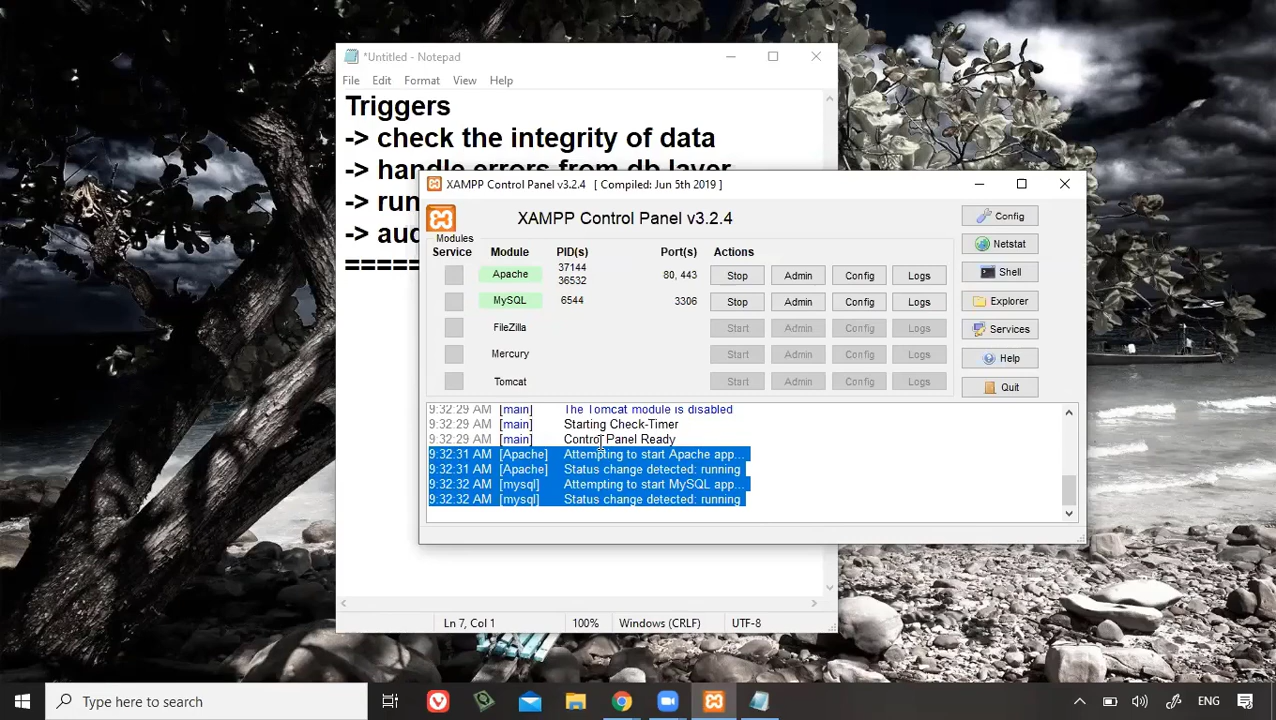 *Untitled - Notepad
File Edit Format View Help
Triggers
-> check the integrity of data
-> handle errors from db layer
-> run
-> aud
=====
XAMPP Control Panel v3.2.4 [ Compiled: Jun 5th 2019 ]
XAMPP Control Panel v3.2.4
Config
Modules
Service Module PID(s) Port(s) Actions
Netstat
Apache 37144 36532 80, 443 Stop Admin Config Logs
Shell
MySQL 6544 3306 Stop Admin Config Logs
Explorer
FileZilla Start Admin Config Logs
Services
Mercury Start Admin Config Logs
Help
Tomcat Start Admin Config Logs
Quit
9:32:29 AM [main] The Tomcat module is disabled
9:32:29 AM [main] Starting Check-Timer
9:32:29 AM [main] Control Panel Ready
9:32:31 AM [Apache] Attempting to start Apache app...
9:32:31 AM [Apache] Status change detected: running
9:32:32 AM [mysql] Attempting to start MySQL app...
9:32:32 AM [mysql] Status change detected: running
Ln 7, Col 1 100% Windows (CRLF) UTF-8
Type here to search
ENG